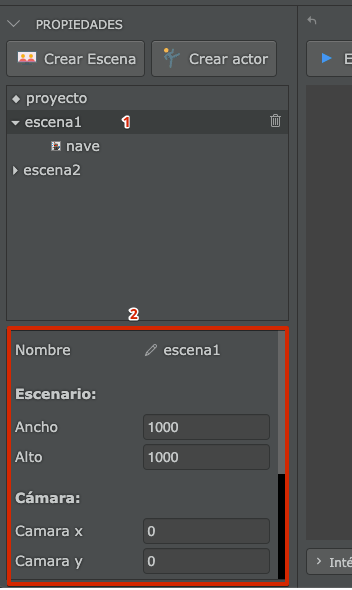 PROPIEDADES
Crear Escena
Crear actor
E
proyecto
escena1
1
nave
escena2
2
Nombre
escena1
Escenario:
Ancho 1000
Alto 1000
Cámara:
Camara x 0
Camara y 0
Inté